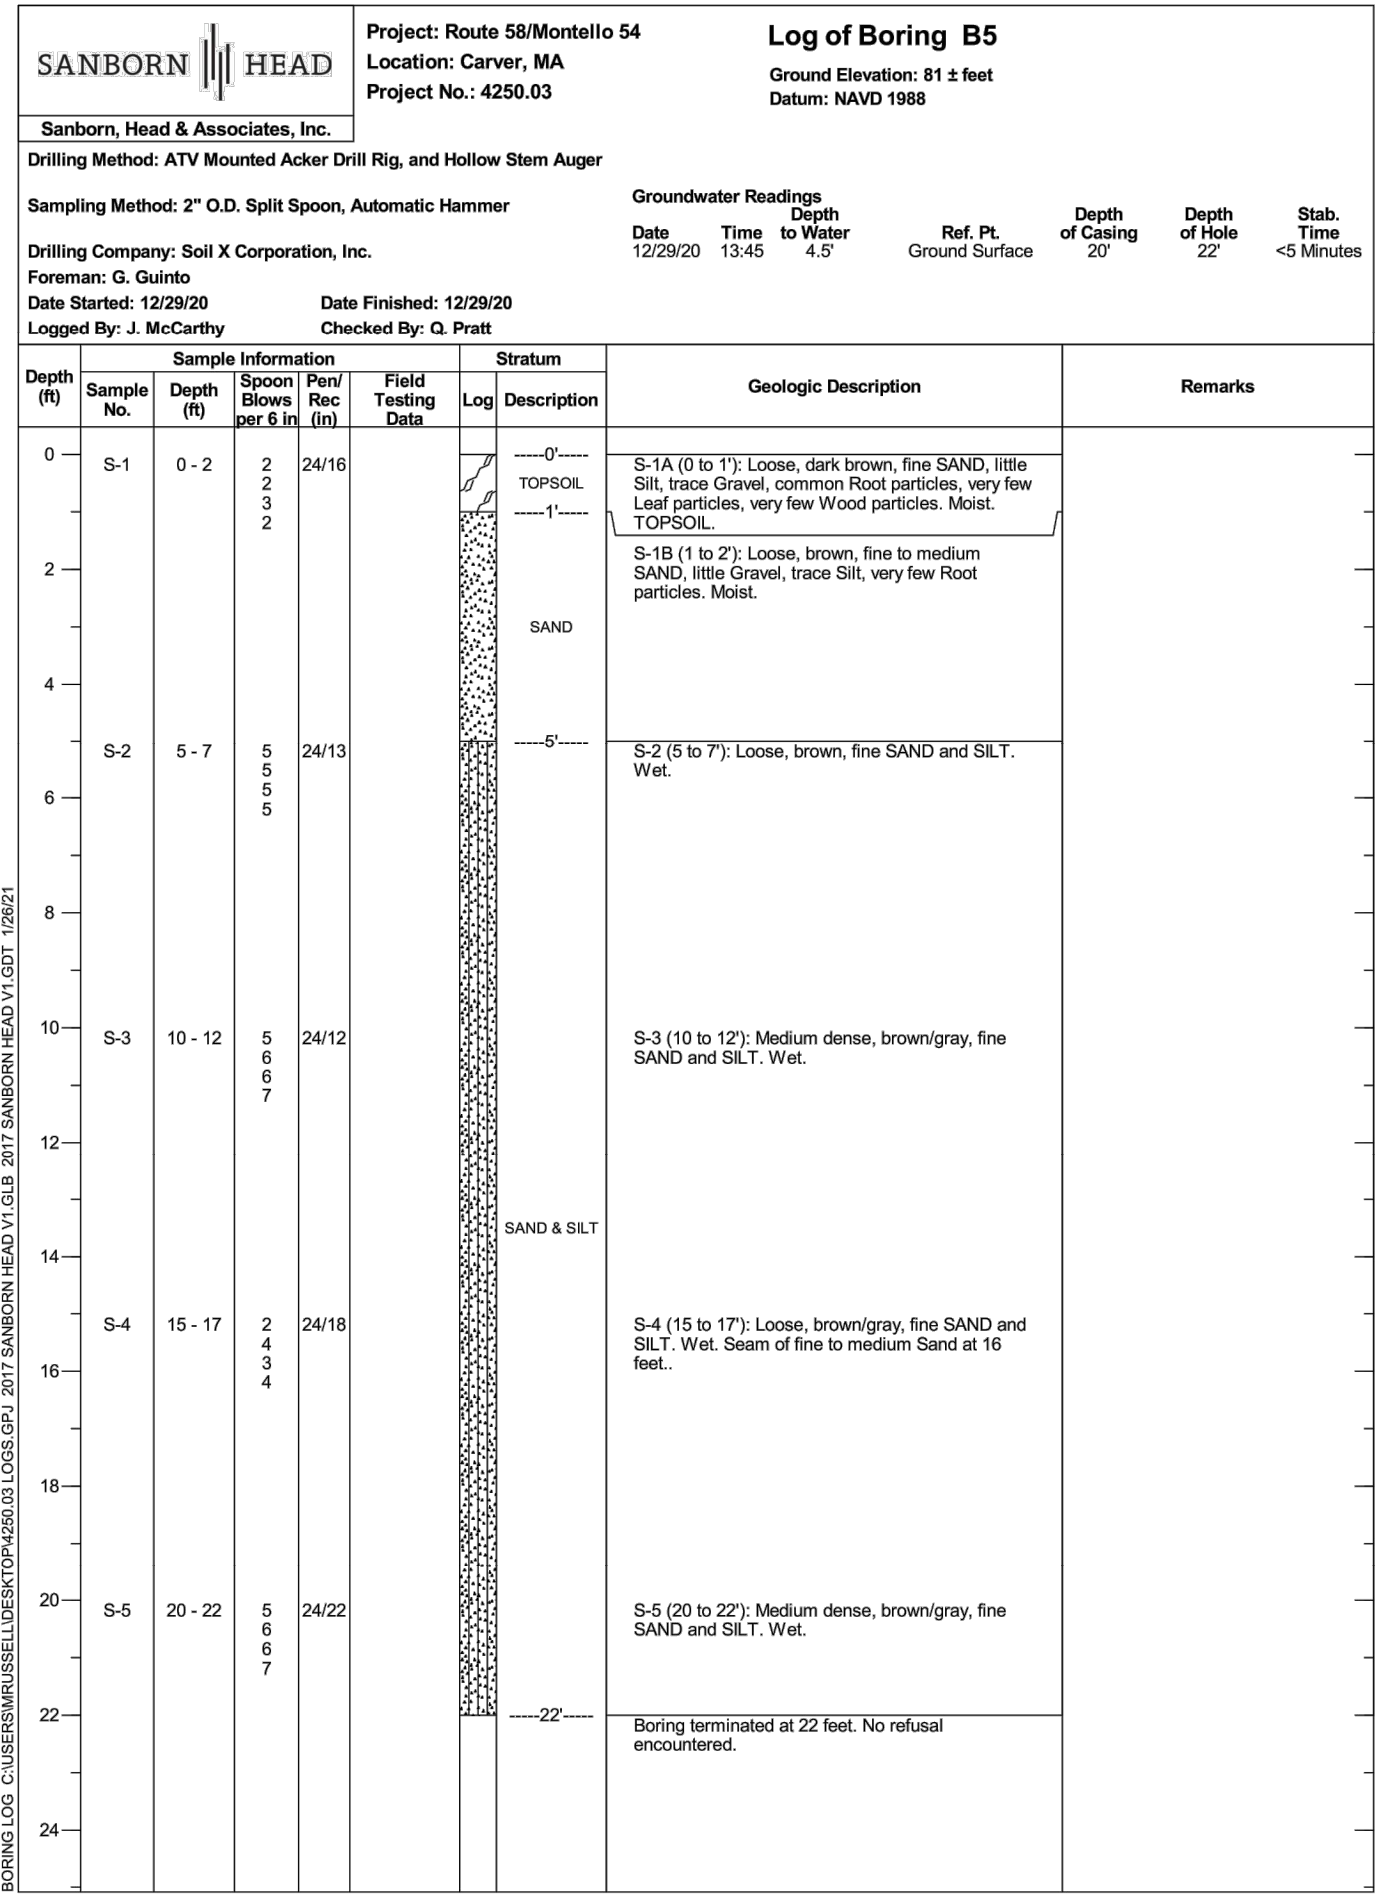 SANBORN HEAD
Sanborn, Head & Associates, Inc.
Project: Route 58/Montello 54
Location: Carver, MA
Project No.: 4250.03
Log of Boring B5
Ground Elevation: 81 ± feet
Datum: NAVD 1988
Drilling Method: ATV Mounted Acker Drill Rig, and Hollow Stem Auger
Sampling Method: 2" O.D. Split Spoon, Automatic Hammer
Drilling Company: Soil X Corporation, Inc.
Foreman: G. Guinto
Date Started: 12/29/20 Date Finished: 12/29/20
Logged By: J. McCarthy Checked By: Q. Pratt
Groundwater Readings
Depth Depth Depth Stab.
Date Time to Water Ref. Pt. of Casing of Hole Time
12/29/20 13:45 4.5' Ground Surface 20' 22' <5 Minutes
Depth
(ft)
Sample Information
Sample
No.
Depth
(ft)
Spoon
Blows
per 6 in
Pen/
Rec
(in)
Field
Testing
Data
Stratum
Log
Description
Geologic Description
Remarks
0
S-1 0 - 2
2
2
3
2
24/16
-----0'-----
TOPSOIL
-----1'-----
S-1A (0 to 1'): Loose, dark brown, fine SAND, little
Silt, trace Gravel, common Root particles, very few
Leaf particles, very few Wood particles. Moist.
TOPSOIL.
S-1B (1 to 2'): Loose, brown, fine to medium
SAND, little Gravel, trace Silt, very few Root
particles. Moist.
2
SAND
4
-----5'-----
S-2 5 - 7
5
5
5
5
24/13
S-2 (5 to 7'): Loose, brown, fine SAND and SILT.
Wet.
6
8
10
S-3 10 - 12
5
6
6
7
24/12
S-3 (10 to 12'): Medium dense, brown/gray, fine
SAND and SILT. Wet.
12
SAND & SILT
14
S-4 15 - 17
2
4
3
4
24/18
S-4 (15 to 17'): Loose, brown/gray, fine SAND and
SILT. Wet. Seam of fine to medium Sand at 16
feet..
16
18
20
S-5 20 - 22
5
6
6
7
24/22
S-5 (20 to 22'): Medium dense, brown/gray, fine
SAND and SILT. Wet.
22
-----22'-----
Boring terminated at 22 feet. No refusal
encountered.
24
BORING LOG C:\USERS\MRUSSELL\DESKTOP\4250.03 LOGS.GPJ 2017 SANBORN HEAD V1.GLB 2017 SANBORN HEAD V1.GDT 1/26/21